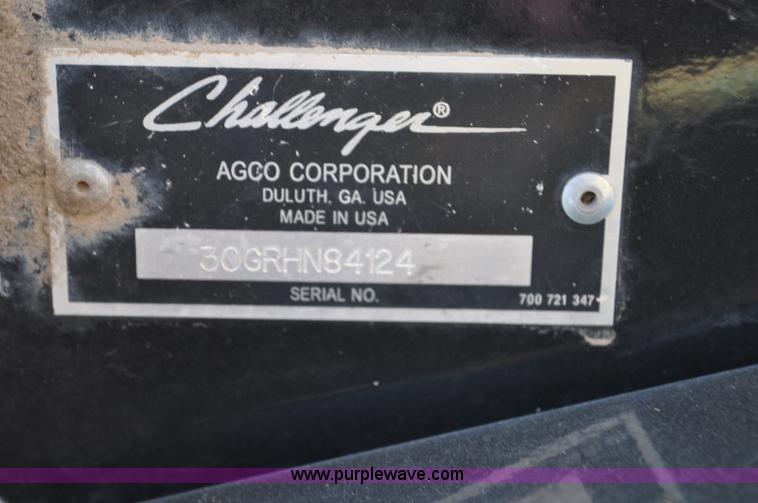 Challenger®
AGCO CORPORATION
DULUTH, GA. USA
MADE IN USA
30GRHN84124
SERIAL NO.
700 721 347
www.purplewave.com